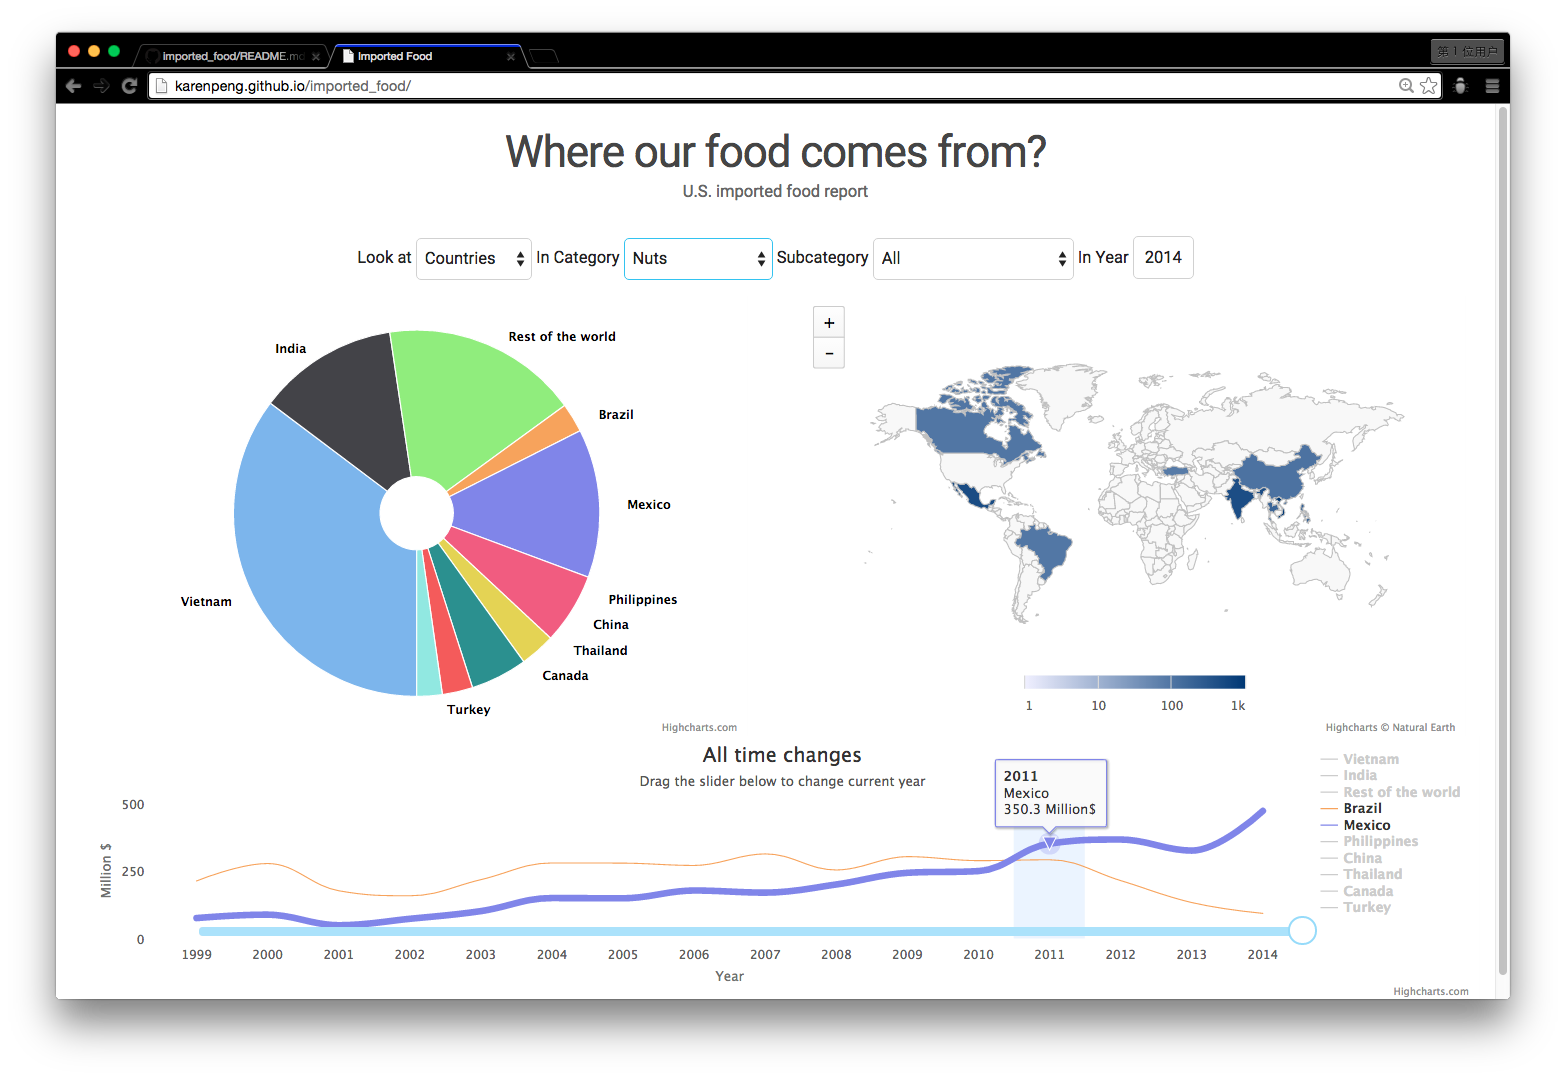 imported_food/README.md
Imported Food
第 1 位用户
karenpeng.github.io/imported_food/
Where our food comes from?
U.S. imported food report
Look at Countries In Category Nuts Subcategory All In Year 2014
India
Rest of the world
Brazil
Mexico
Vietnam
Philippines
China
Thailand
Canada
Turkey
Highcharts.com
+
-
1 10 100 1k
Highcharts © Natural Earth
All time changes
Drag the slider below to change current year
2011
Mexico
350.3 Million$
Million $
500
250
0
1999 2000 2001 2002 2003 2004 2005 2006 2007 2008 2009 2010 2011 2012 2013 2014
Year
Vietnam
India
Rest of the world
Brazil
Mexico
Philippines
China
Thailand
Canada
Turkey
Highcharts.com